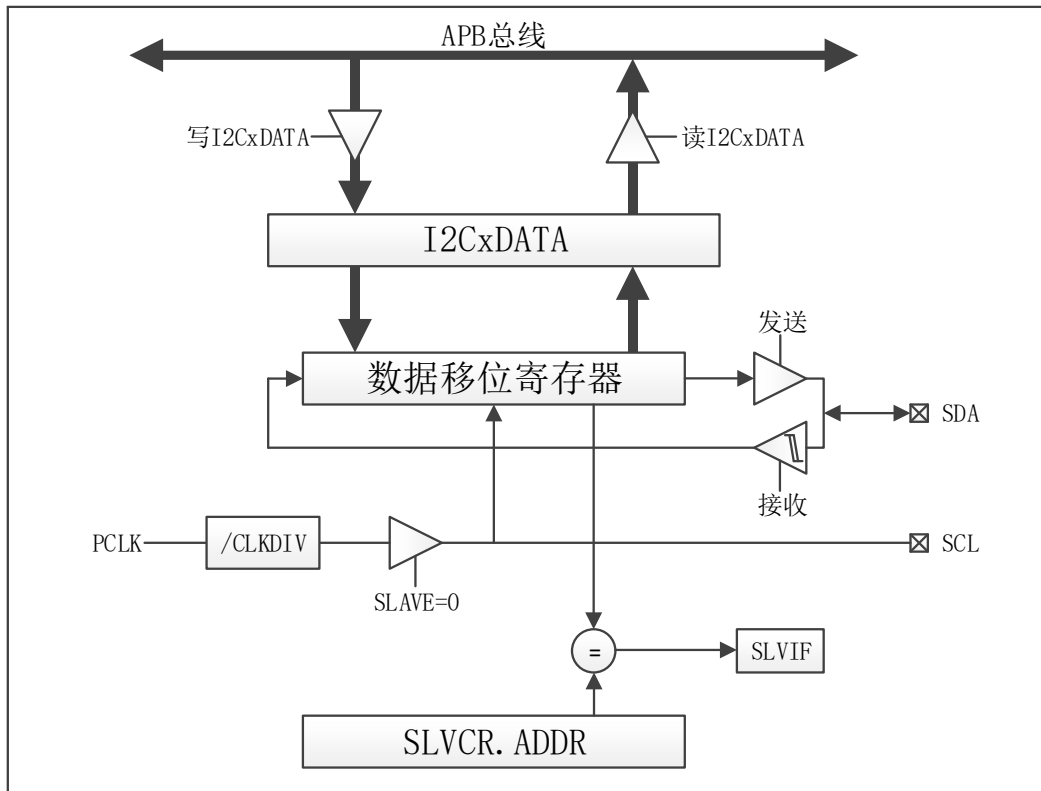 APB总线
写I2CxDATA
读I2CxDATA
I2CxDATA
发送
数据移位寄存器
SDA
接收
PCLK
/CLKDIV
SCL
SLAVE=0
=
SLVIF
SLVCR.ADDR